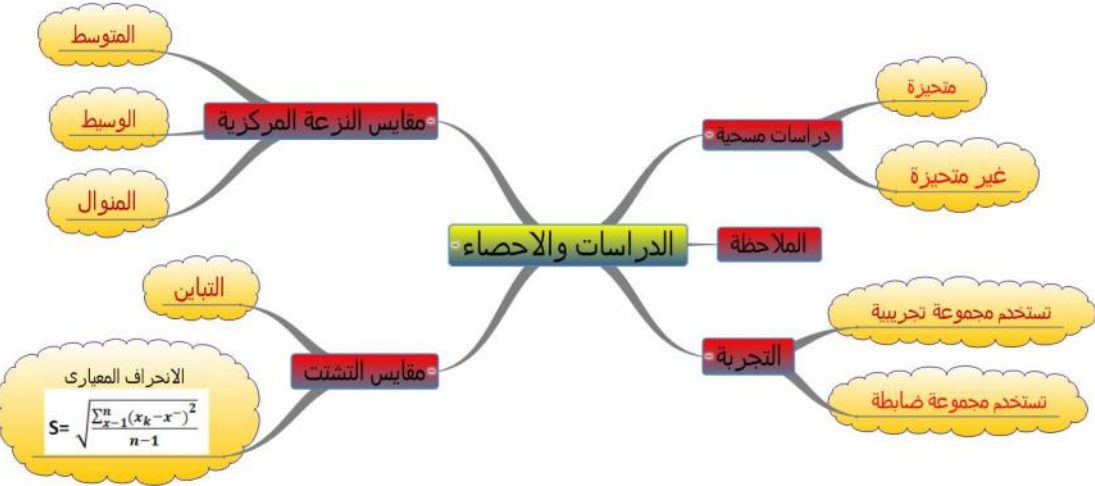 الدراسات والاحصاء
دراسات مسحية
متحيزة
غير متحيزة
الملاحظة
التجربة
تستخدم مجموعة تجريبية
تستخدم مجموعة ضابطة
مقاييس النزعة المركزية
المتوسط
الوسيط
المنوال
مقاييس التشتت
التباين
الانحراف المعيارى
S= √(∑ⁿₓ₋₁(xₖ−x⁻)²/(n−1))